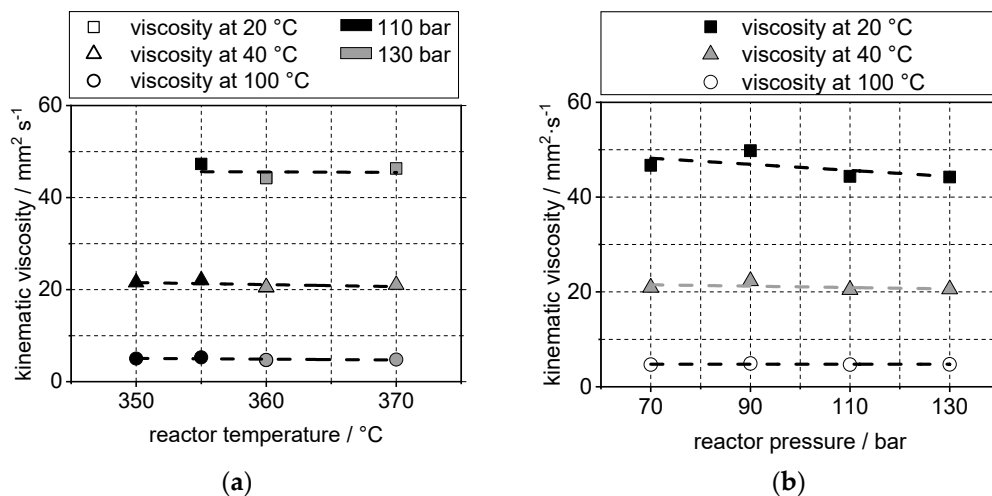 viscosity at 20 °C 110 bar
viscosity at 40 °C 130 bar
viscosity at 100 °C
60
40
20
0
kinematic viscosity / mm² s⁻¹
350 360 370
reactor temperature / °C
(a)
viscosity at 20 °C
viscosity at 40 °C
viscosity at 100 °C
60
40
20
0
kinematic viscosity / mm²·s⁻¹
70 90 110 130
reactor pressure / bar
(b)